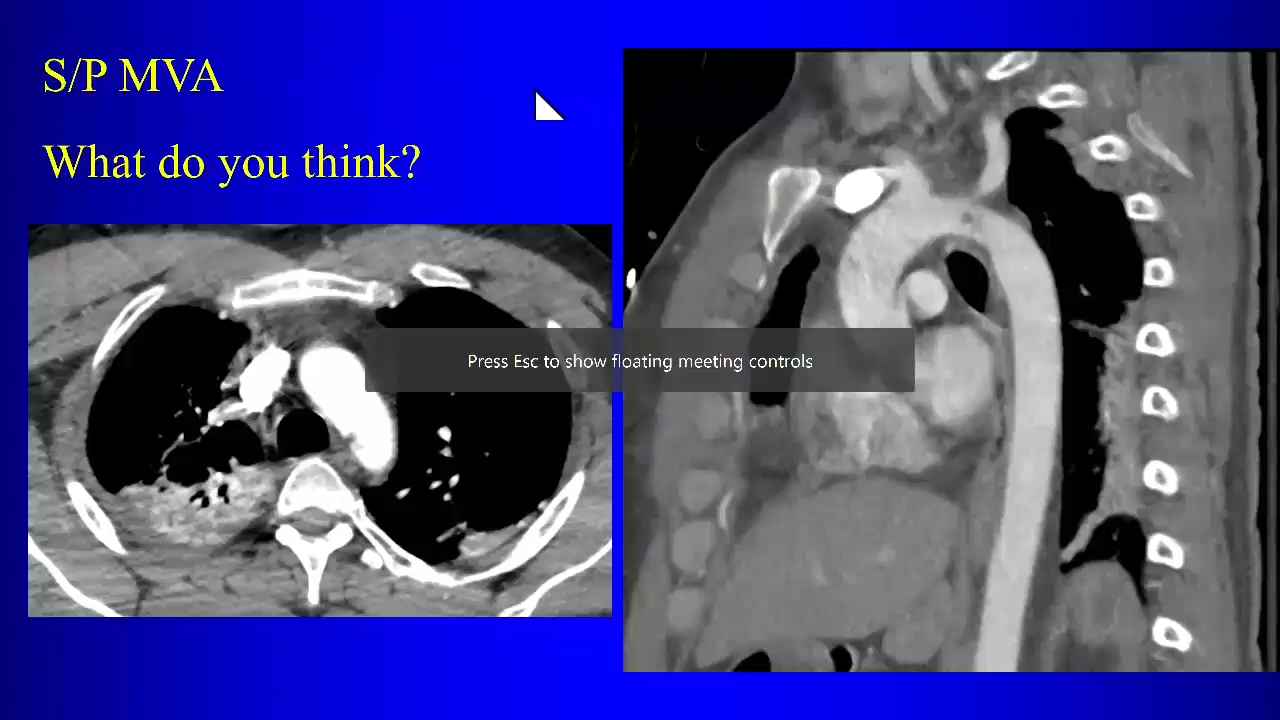 S/P MVA
What do you think?
Press Esc to show floating meeting controls